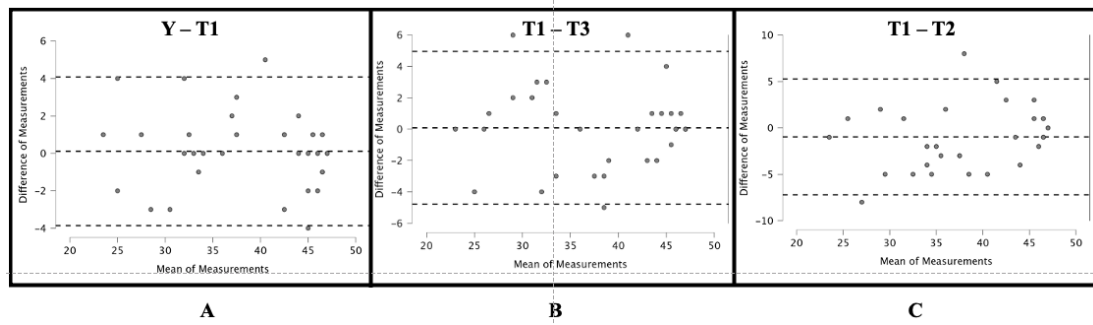 Y – T1
6
4
2
0
−2
−4
20 25 30 35 40 45 50
Difference of Measurements
Mean of Measurements
A
T1 – T3
6
4
2
0
−2
−4
−6
20 25 30 35 40 45 50
Difference of Measurements
Mean of Measurements
B
T1 – T2
10
5
0
−5
−10
20 25 30 35 40 45 50
Difference of Measurements
Mean of Measurements
C